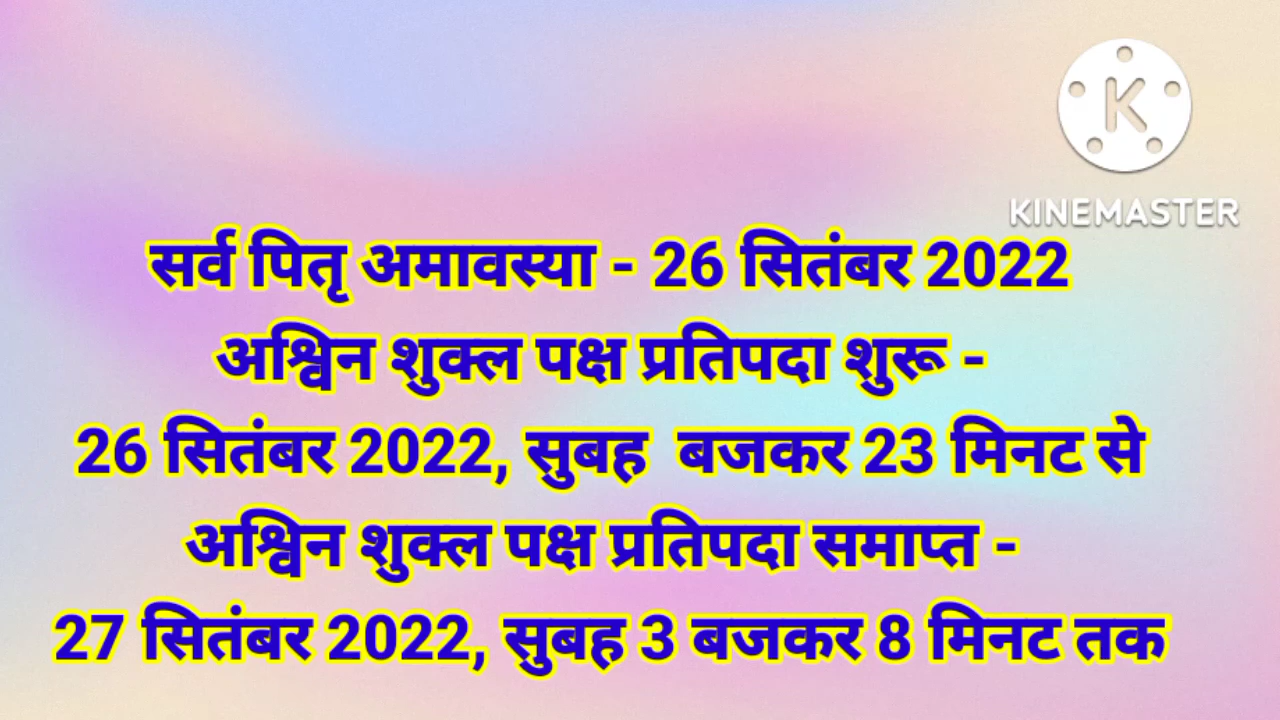 KINEMASTER
सर्व पितृ अमावस्या - 26 सितंबर 2022
अश्विन शुक्ल पक्ष प्रतिपदा शुरू -
26 सितंबर 2022, सुबह  बजकर 23 मिनट से
अश्विन शुक्ल पक्ष प्रतिपदा समाप्त -
27 सितंबर 2022, सुबह 3 बजकर 8 मिनट तक